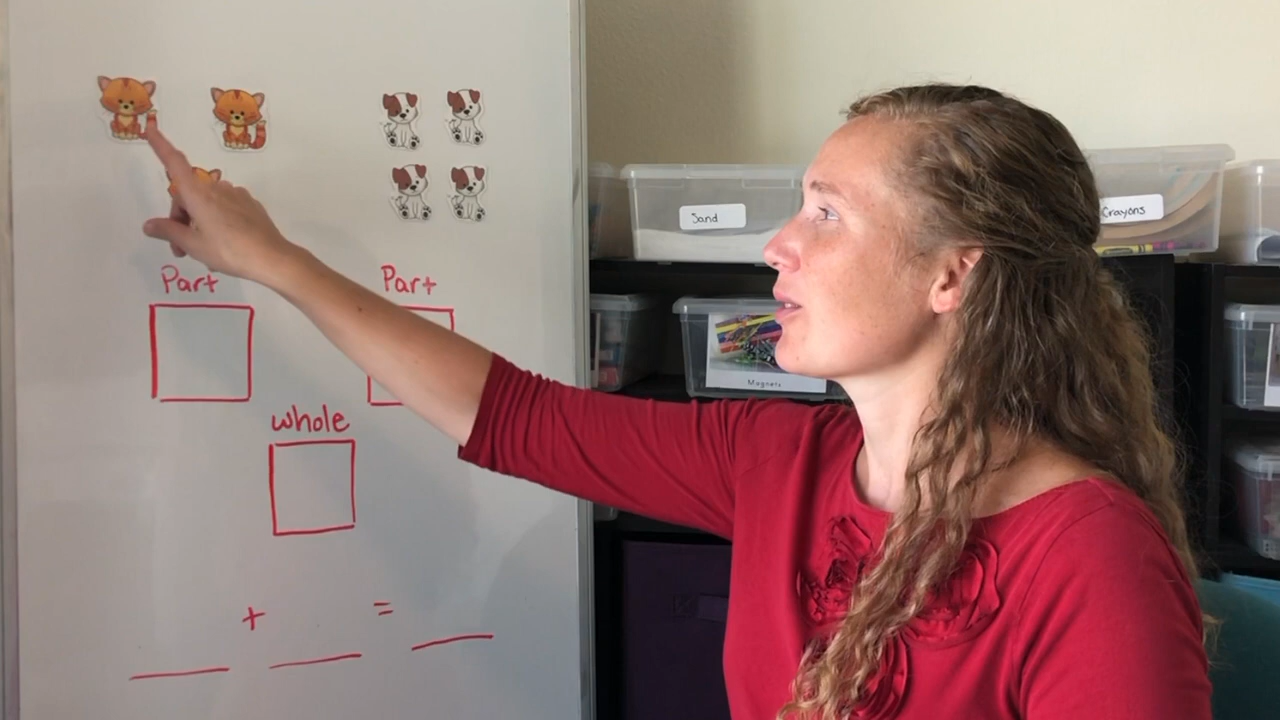 Sand
Crayons
Part
Part
Magnets
whole
+ =